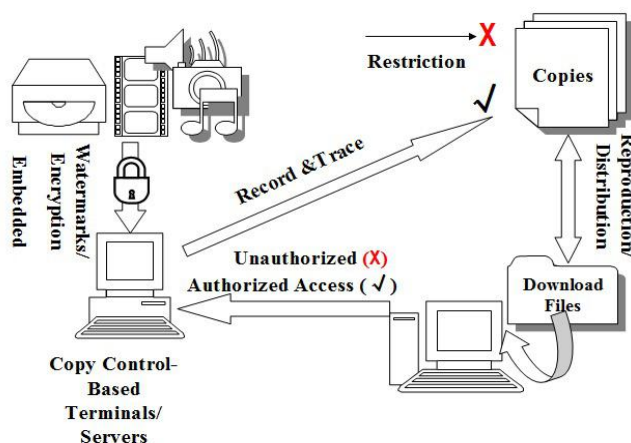 X
Restriction
Copies
✓
Embedded
Encryption
Watermarks/
Record &Trace
Reproduction/
Distribution
Unauthorized (X)
Authorized Access ( ✓ )
Download
Files
Copy Control-
Based
Terminals/
Servers